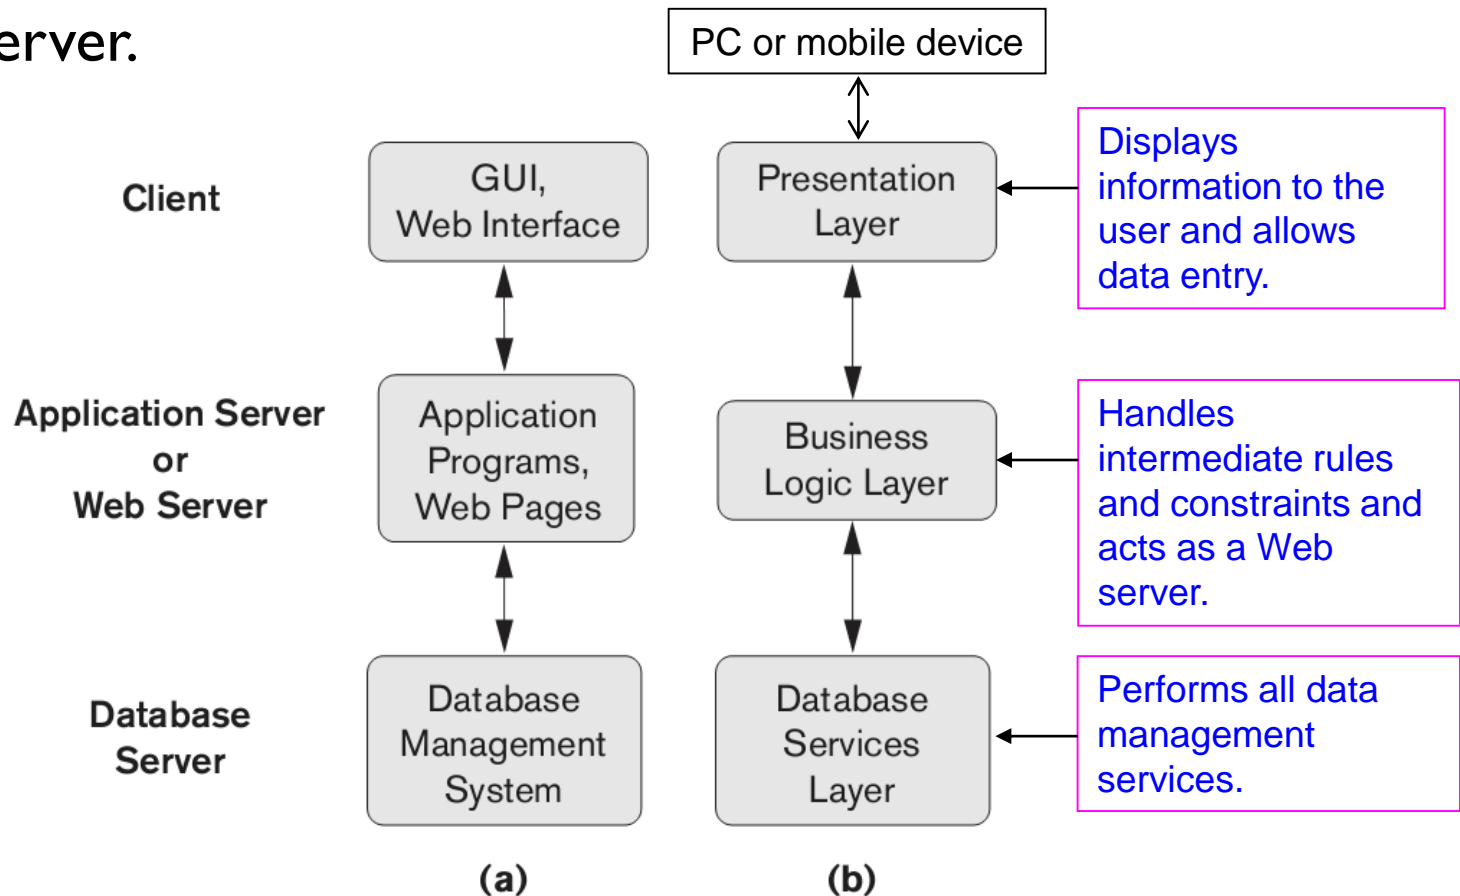 erver.
PC or mobile device
Client
GUI,
Web Interface
Presentation
Layer
Displays
information to the
user and allows
data entry.
Application Server
or
Web Server
Application
Programs,
Web Pages
Business
Logic Layer
Handles
intermediate rules
and constraints and
acts as a Web
server.
Database
Server
Database
Management
System
Database
Services
Layer
Performs all data
management
services.
(a)
(b)